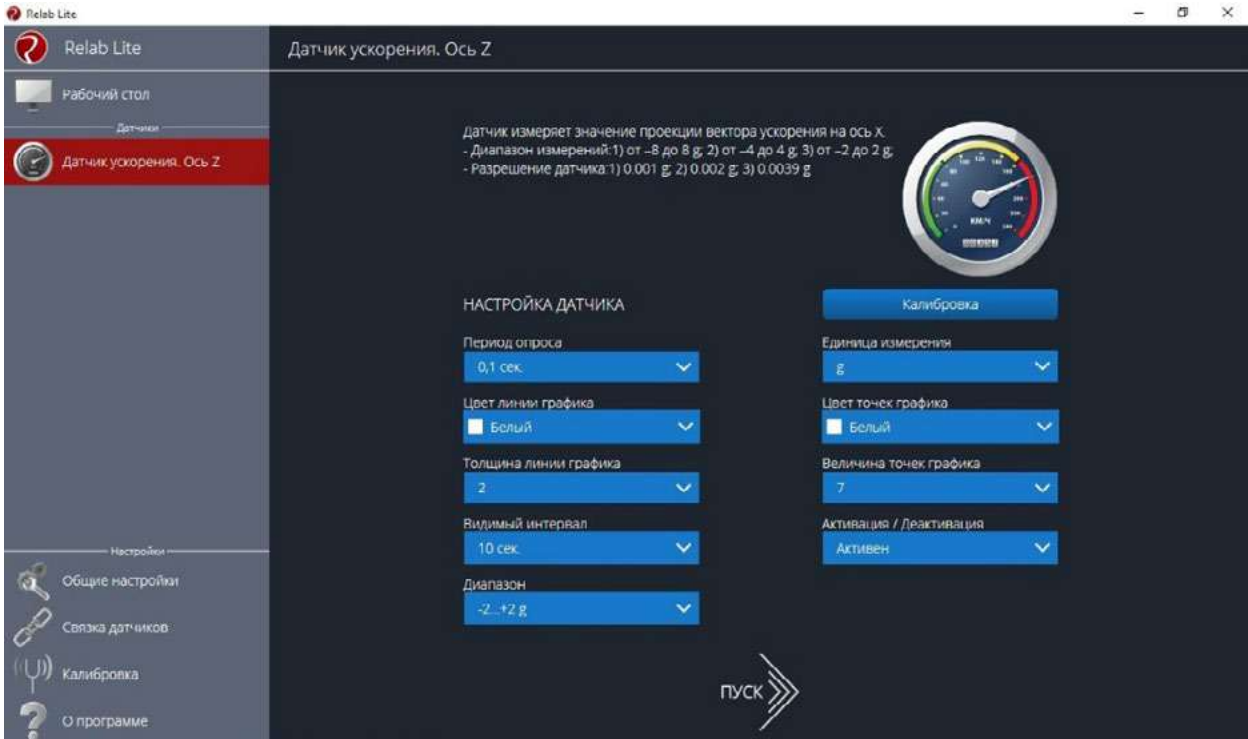 Relab Lite
Relab Lite
Датчик ускорения. Ось Z
Рабочий стол
Датчики
Датчик ускорения. Ось Z
Датчик измеряет значение проекции вектора ускорения на ось X.
- Диапазон измерений:1) от –8 до 8 g; 2) от –4 до 4 g; 3) от –2 до 2 g;
- Разрешение датчика:1) 0.001 g; 2) 0.002 g; 3) 0.0039 g
КМ/Ч
НАСТРОЙКА ДАТЧИКА
Калибровка
Период опроса
Единица измерения
0,1 сек.
g
Цвет линии графика
Цвет точек графика
Белый
Белый
Толщина линии графика
Величина точек графика
2
7
Видимый интервал
Активация / Деактивация
10 сек.
Активен
Диапазон
-2...+2 g
Настройки
Общие настройки
Связка датчиков
Калибровка
О программе
ПУСК